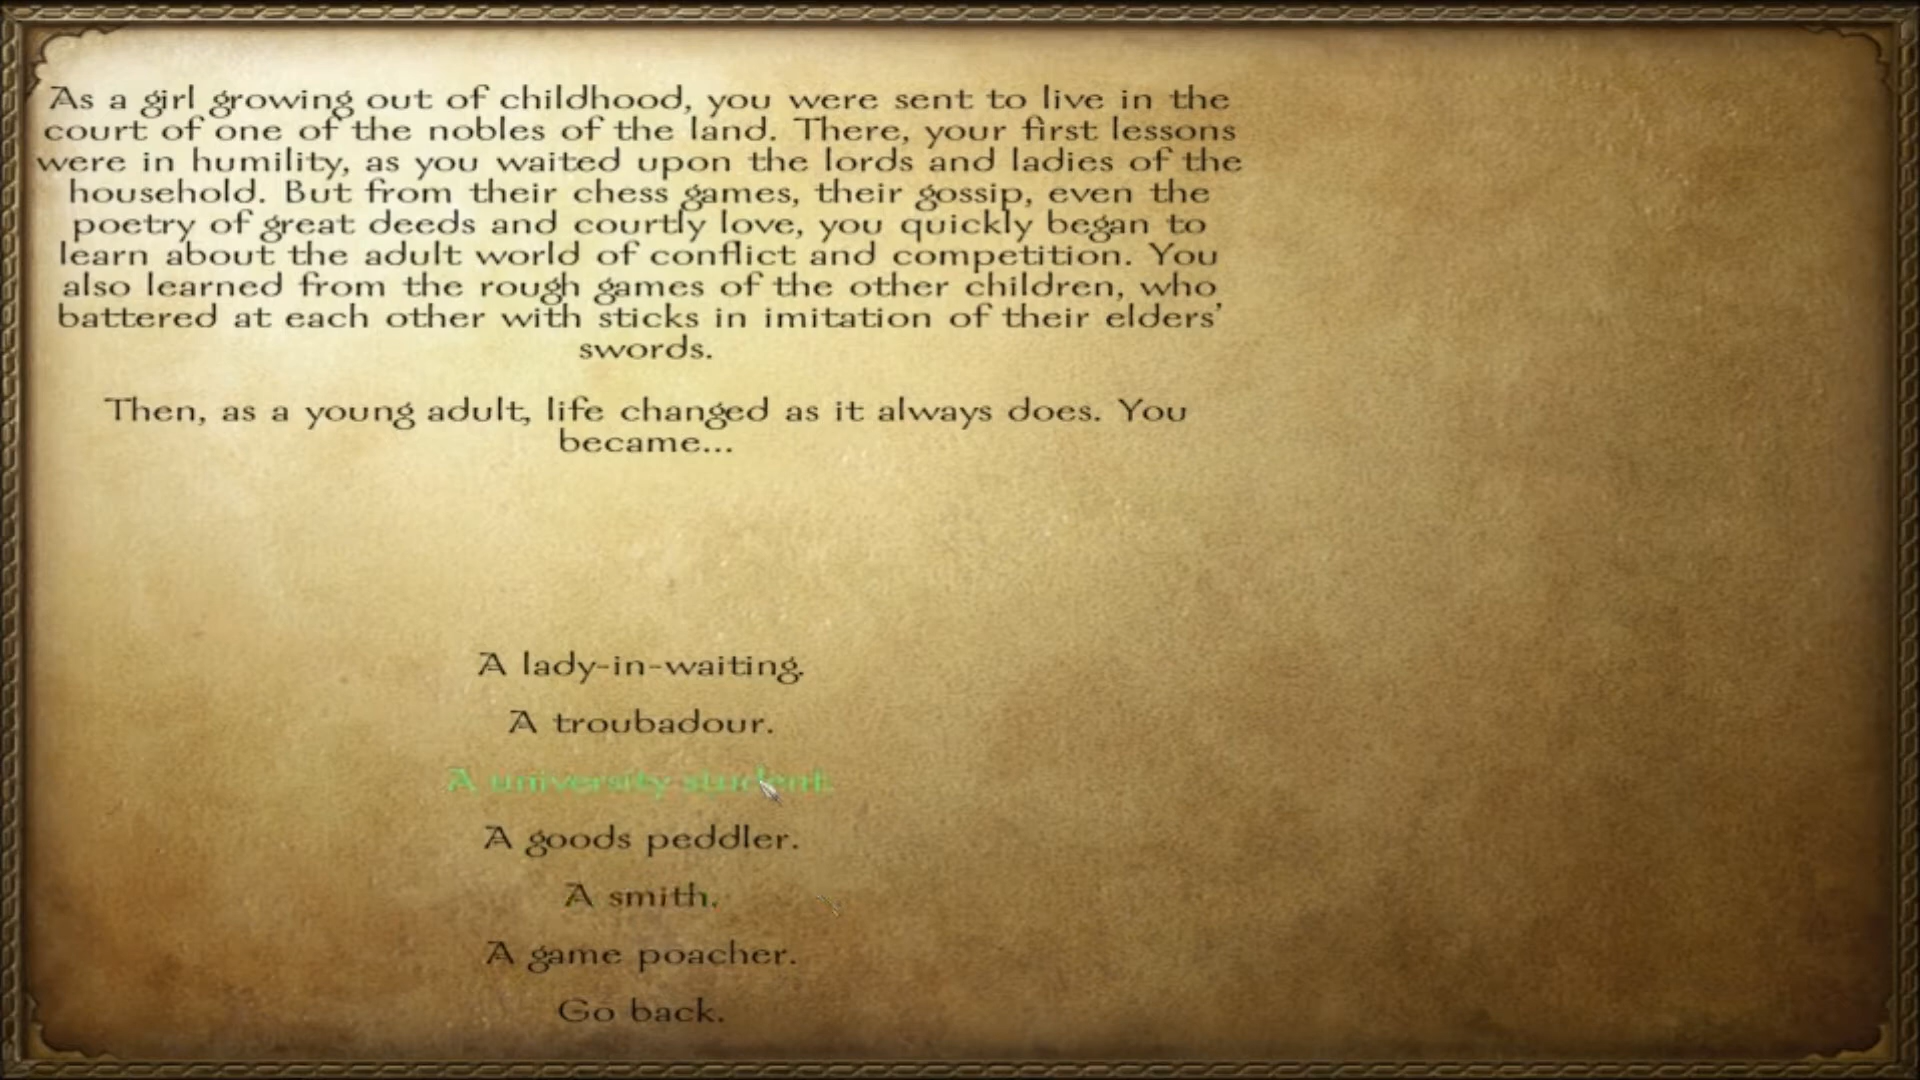 As a girl growing out of childhood, you were sent to live in the
court of one of the nobles of the land. There, your first lessons
were in humility, as you waited upon the lords and ladies of the
household. But from their chess games, their gossip, even the
poetry of great deeds and courtly love, you quickly began to
learn about the adult world of conflict and competition. You
also learned from the rough games of the other children, who
battered at each other with sticks in imitation of their elders'
swords.
Then, as a young adult, life changed as it always does. You
became...
A lady-in-waiting.
A troubadour.
A university student.
A goods peddler.
A smith.
A game poacher.
Go back.